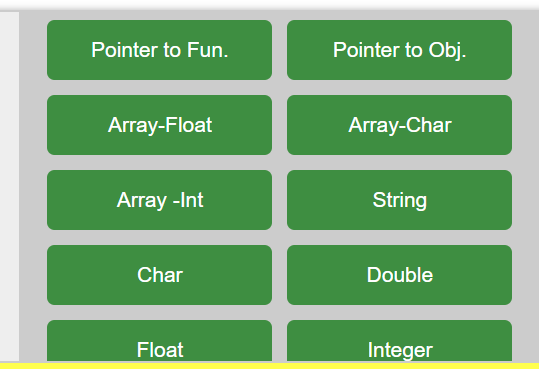 Pointer to Fun.
Pointer to Obj.
Array-Float
Array-Char
Array -Int
String
Char
Double
Float
Integer